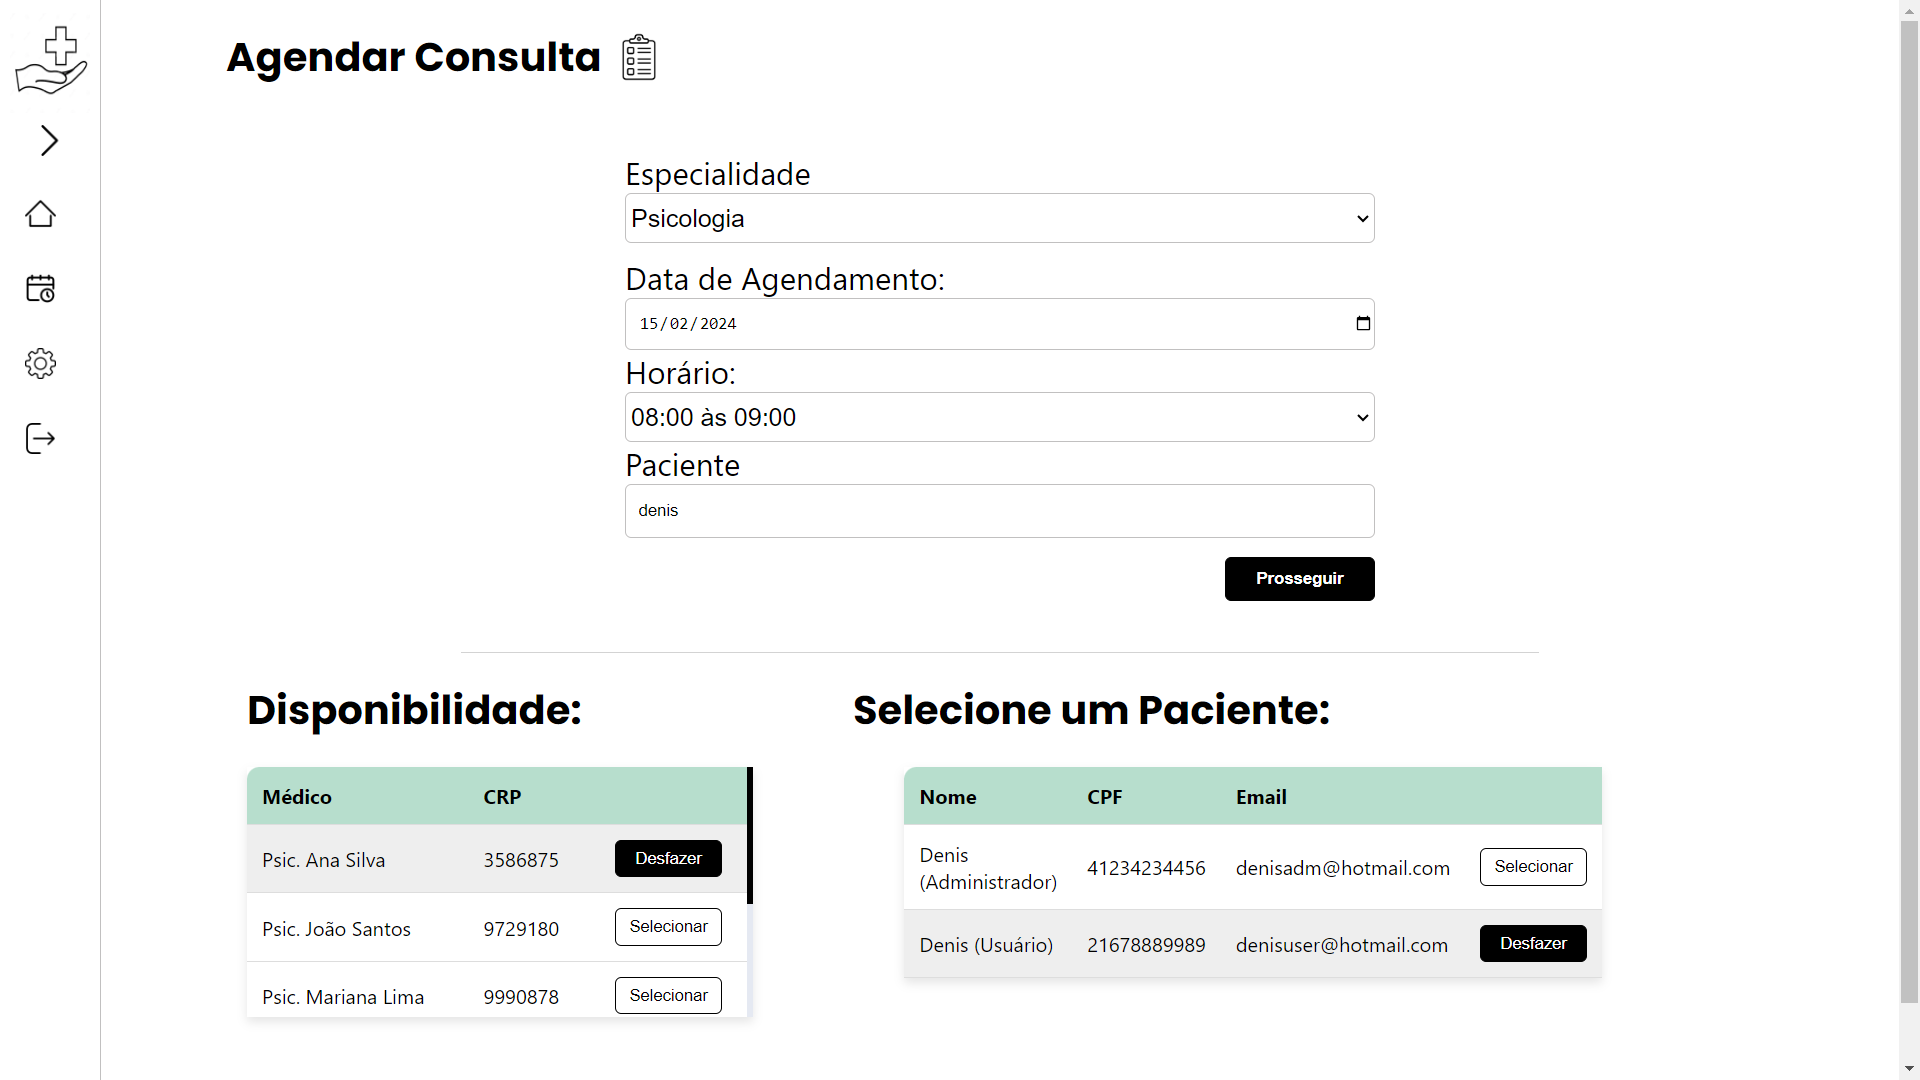 Agendar Consulta
Especialidade
Psicologia
Data de Agendamento:
15/02/2024
Horário:
08:00 às 09:00
Paciente
denis
Prosseguir
Disponibilidade:
Médico CRP
Psic. Ana Silva 3586875 Desfazer
Psic. João Santos 9729180 Selecionar
Psic. Mariana Lima 9990878 Selecionar
Selecione um Paciente:
Nome CPF Email
Denis
(Administrador) 41234234456 denisadm@hotmail.com Selecionar
Denis (Usuário) 21678889989 denisuser@hotmail.com Desfazer